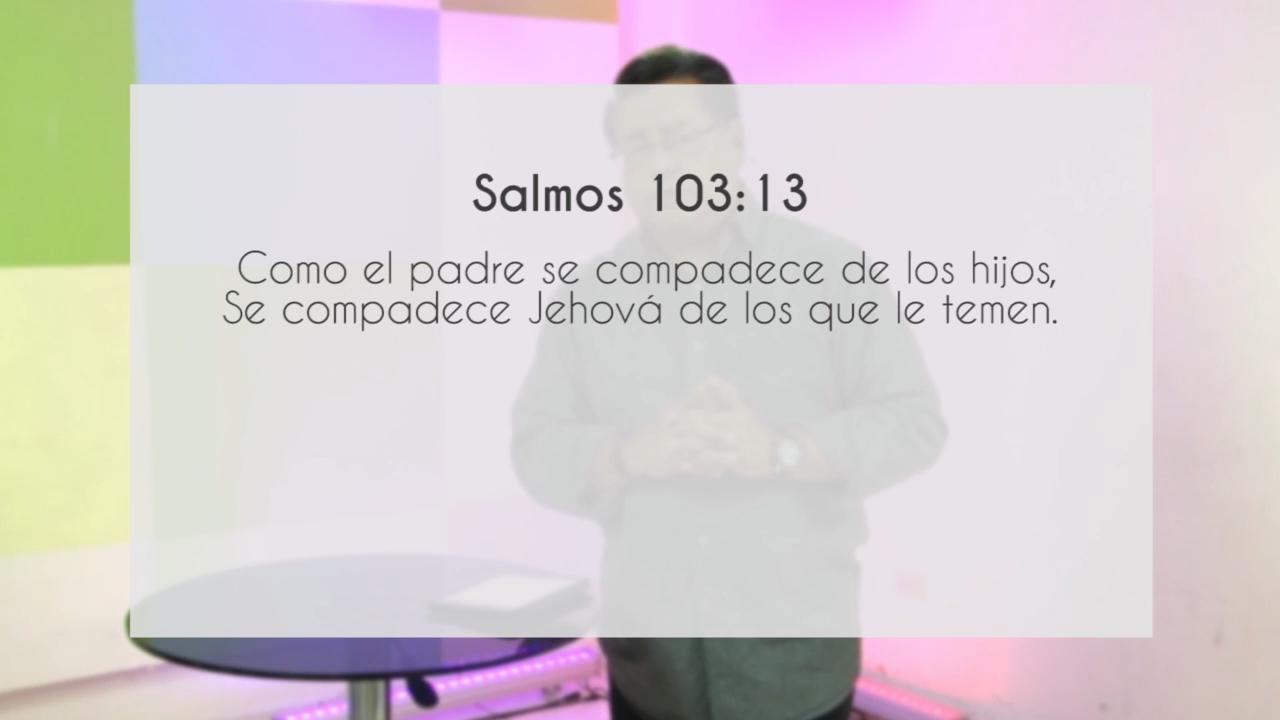 Salmos 103:13
Como el padre se compadece de los hijos,
Se compadece Jehová de los que le temen.